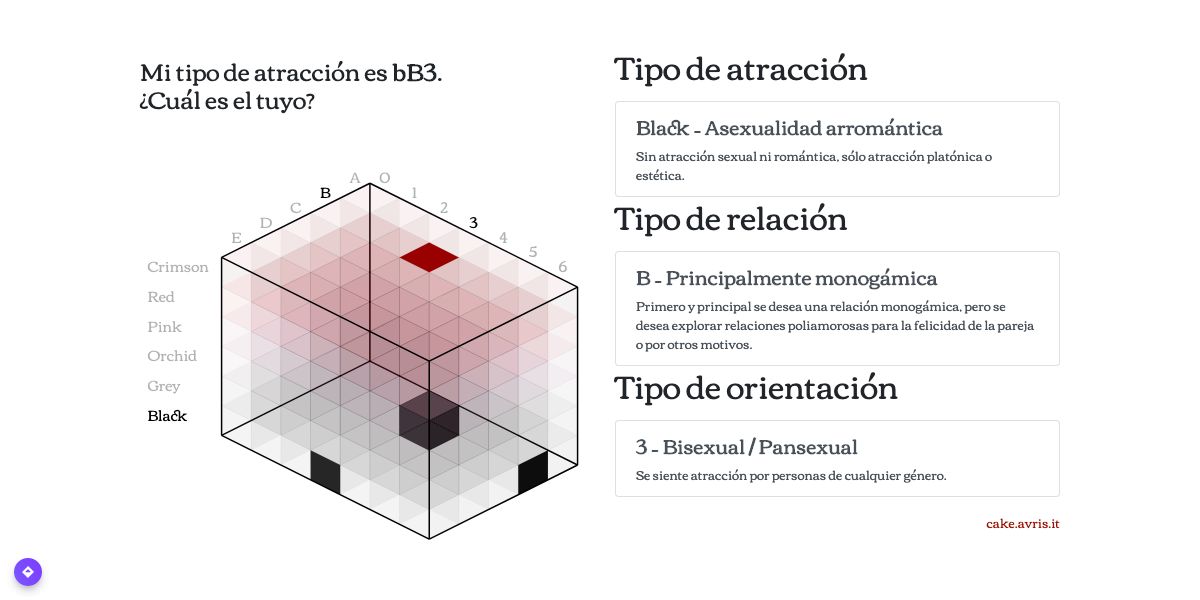 Mi tipo de atracción es bB3.
¿Cuál es el tuyo?
A
B
C
D
E
0
1
2
3
4
5
6
Crimson
Red
Pink
Orchid
Grey
Black
Tipo de atracción
Black - Asexualidad arromántica
Sin atracción sexual ni romántica, sólo atracción platónica o
estética.
Tipo de relación
B - Principalmente monogámica
Primero y principal se desea una relación monogámica, pero se
desea explorar relaciones poliamorosas para la felicidad de la pareja
o por otros motivos.
Tipo de orientación
3 - Bisexual / Pansexual
Se siente atracción por personas de cualquier género.
cake.avris.it